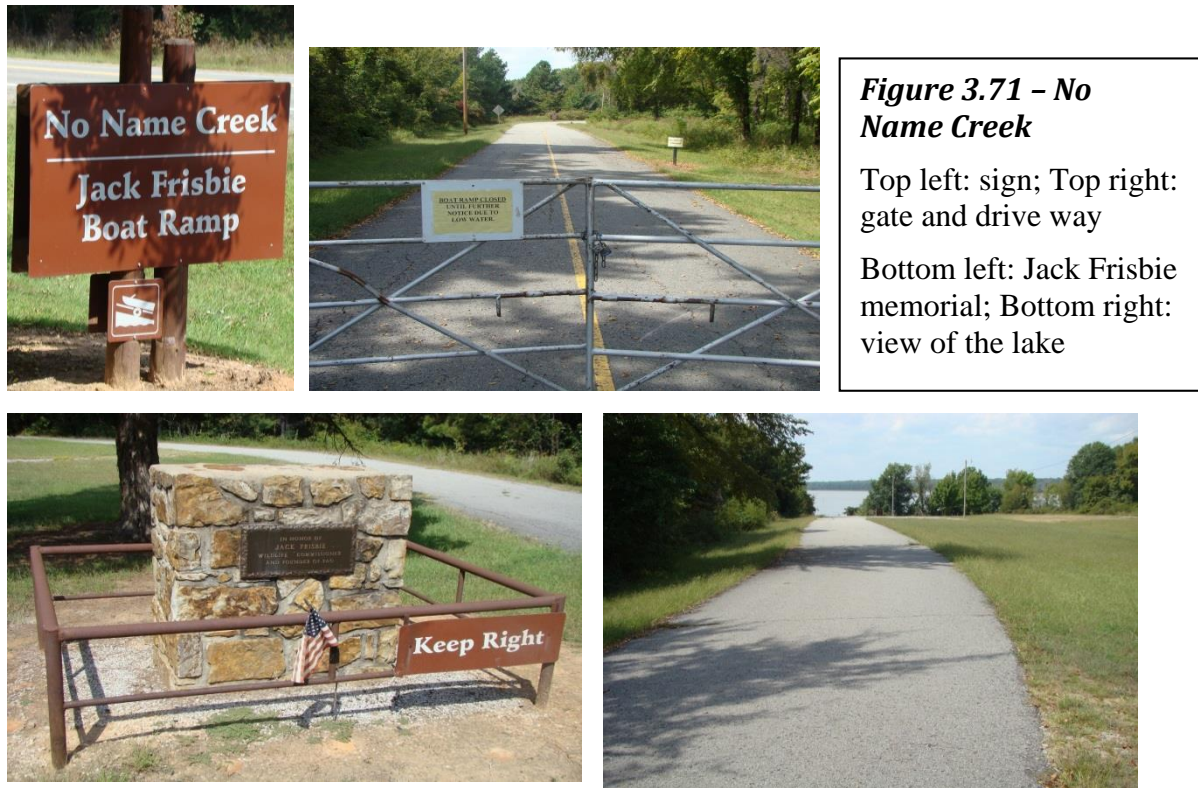 No Name Creek
Jack Frisbie
Boat Ramp
BOAT RAMP CLOSED
UNTIL FURTHER
NOTICE DUE TO
LOW WATER.
Figure 3.71 – No
Name Creek
Top left: sign; Top right:
gate and drive way
Bottom left: Jack Frisbie
memorial; Bottom right:
view of the lake
IN HONOR OF
JACK FRISBIE
WILDLIFE
Keep Right